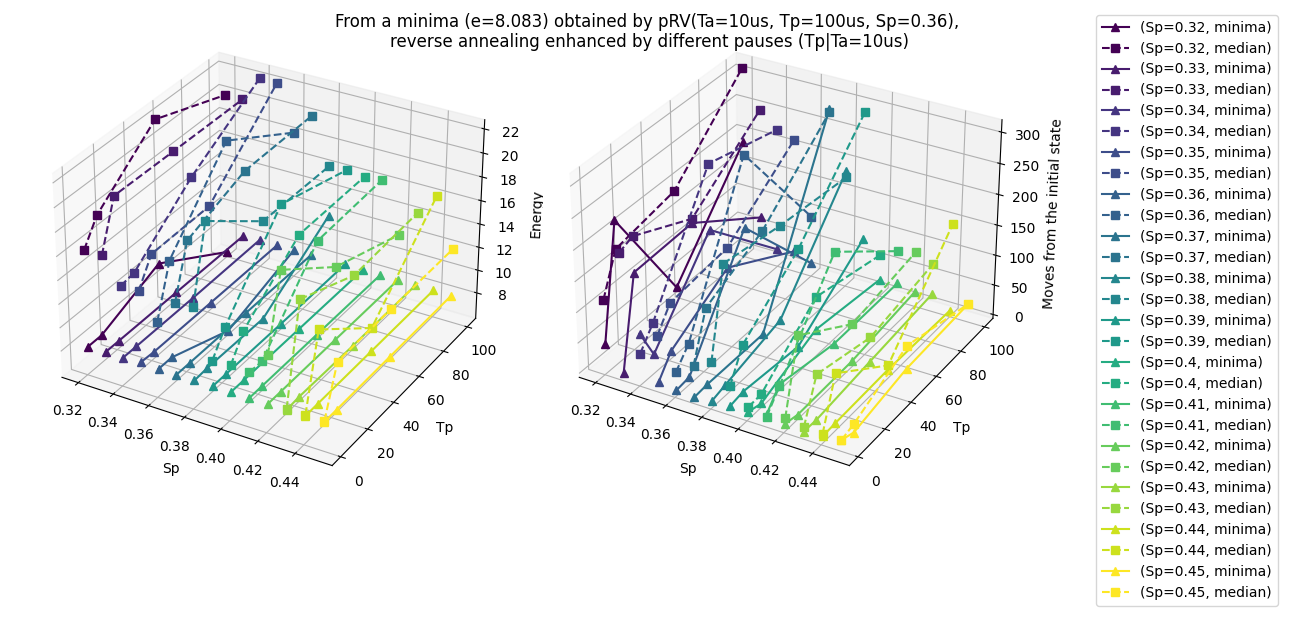 From a minima (e=8.083) obtained by pRV(Ta=10us, Tp=100us, Sp=0.36),
reverse annealing enhanced by different pauses (Tp|Ta=10us)
22
20
18
16
14
12
10
8
Energy
0.32
0.34
0.36
0.38
0.40
0.42
0.44
Sp
0
20
40
60
80
100
Tp
300
250
200
150
100
50
0
Moves from the initial state
0.32
0.34
0.36
0.38
0.40
0.42
0.44
Sp
0
20
40
60
80
100
Tp
(Sp=0.32, minima)
(Sp=0.32, median)
(Sp=0.33, minima)
(Sp=0.33, median)
(Sp=0.34, minima)
(Sp=0.34, median)
(Sp=0.35, minima)
(Sp=0.35, median)
(Sp=0.36, minima)
(Sp=0.36, median)
(Sp=0.37, minima)
(Sp=0.37, median)
(Sp=0.38, minima)
(Sp=0.38, median)
(Sp=0.39, minima)
(Sp=0.39, median)
(Sp=0.4, minima)
(Sp=0.4, median)
(Sp=0.41, minima)
(Sp=0.41, median)
(Sp=0.42, minima)
(Sp=0.42, median)
(Sp=0.43, minima)
(Sp=0.43, median)
(Sp=0.44, minima)
(Sp=0.44, median)
(Sp=0.45, minima)
(Sp=0.45, median)